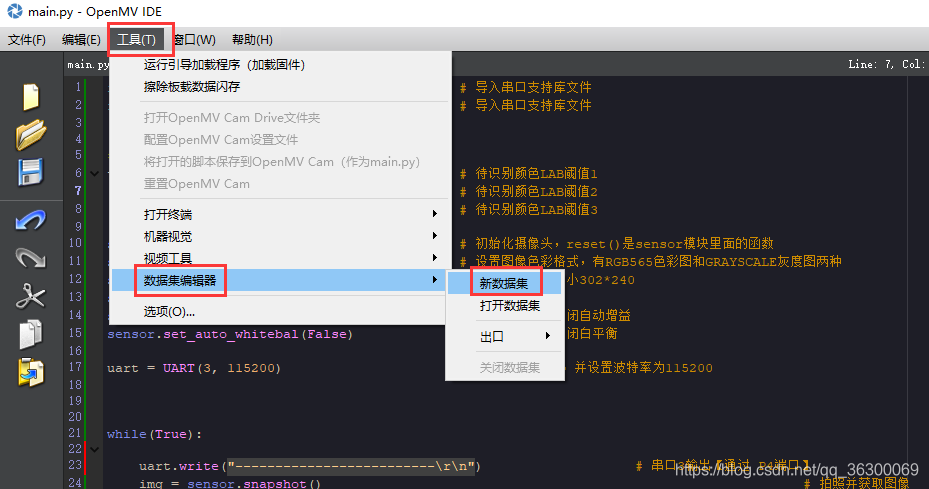 main.py - OpenMV IDE
文件(F) 编辑(E) 工具(T) 窗口(W) 帮助(H)
main.py
Line: 7, Col:
运行引导加载程序（加载固件）
擦除板载数据闪存
打开OpenMV Cam Drive文件夹
配置OpenMV Cam设置文件
将打开的脚本保存到OpenMV Cam（作为main.py）
重置OpenMV Cam
打开终端
机器视觉
视频工具
数据集编辑器
选项(O)...
新数据集
打开数据集
出口
关闭数据集
1 # 导入串口支持库文件
2 # 导入串口支持库文件
3
4
5
6 # 待识别颜色LAB阈值1
7 # 待识别颜色LAB阈值2
8 # 待识别颜色LAB阈值3
9
10 # 初始化摄像头，reset()是sensor模块里面的函数
11 # 设置图像色彩格式，有RGB565色彩图和GRAYSCALE灰度图两种
12 小302*240
13
14 闭自动增益
15 sensor.set_auto_whitebal(False) 闭白平衡
16
17 uart = UART(3, 115200) 并设置波特率为115200
18
19
20
21 while(True):
22
23 uart.write("-------------------------\r\n") # 串口3输出【通过 P4端口】
24 img = sensor.snapshot() # 拍照并获取图像
https://blog.csdn.net/qq_36300069